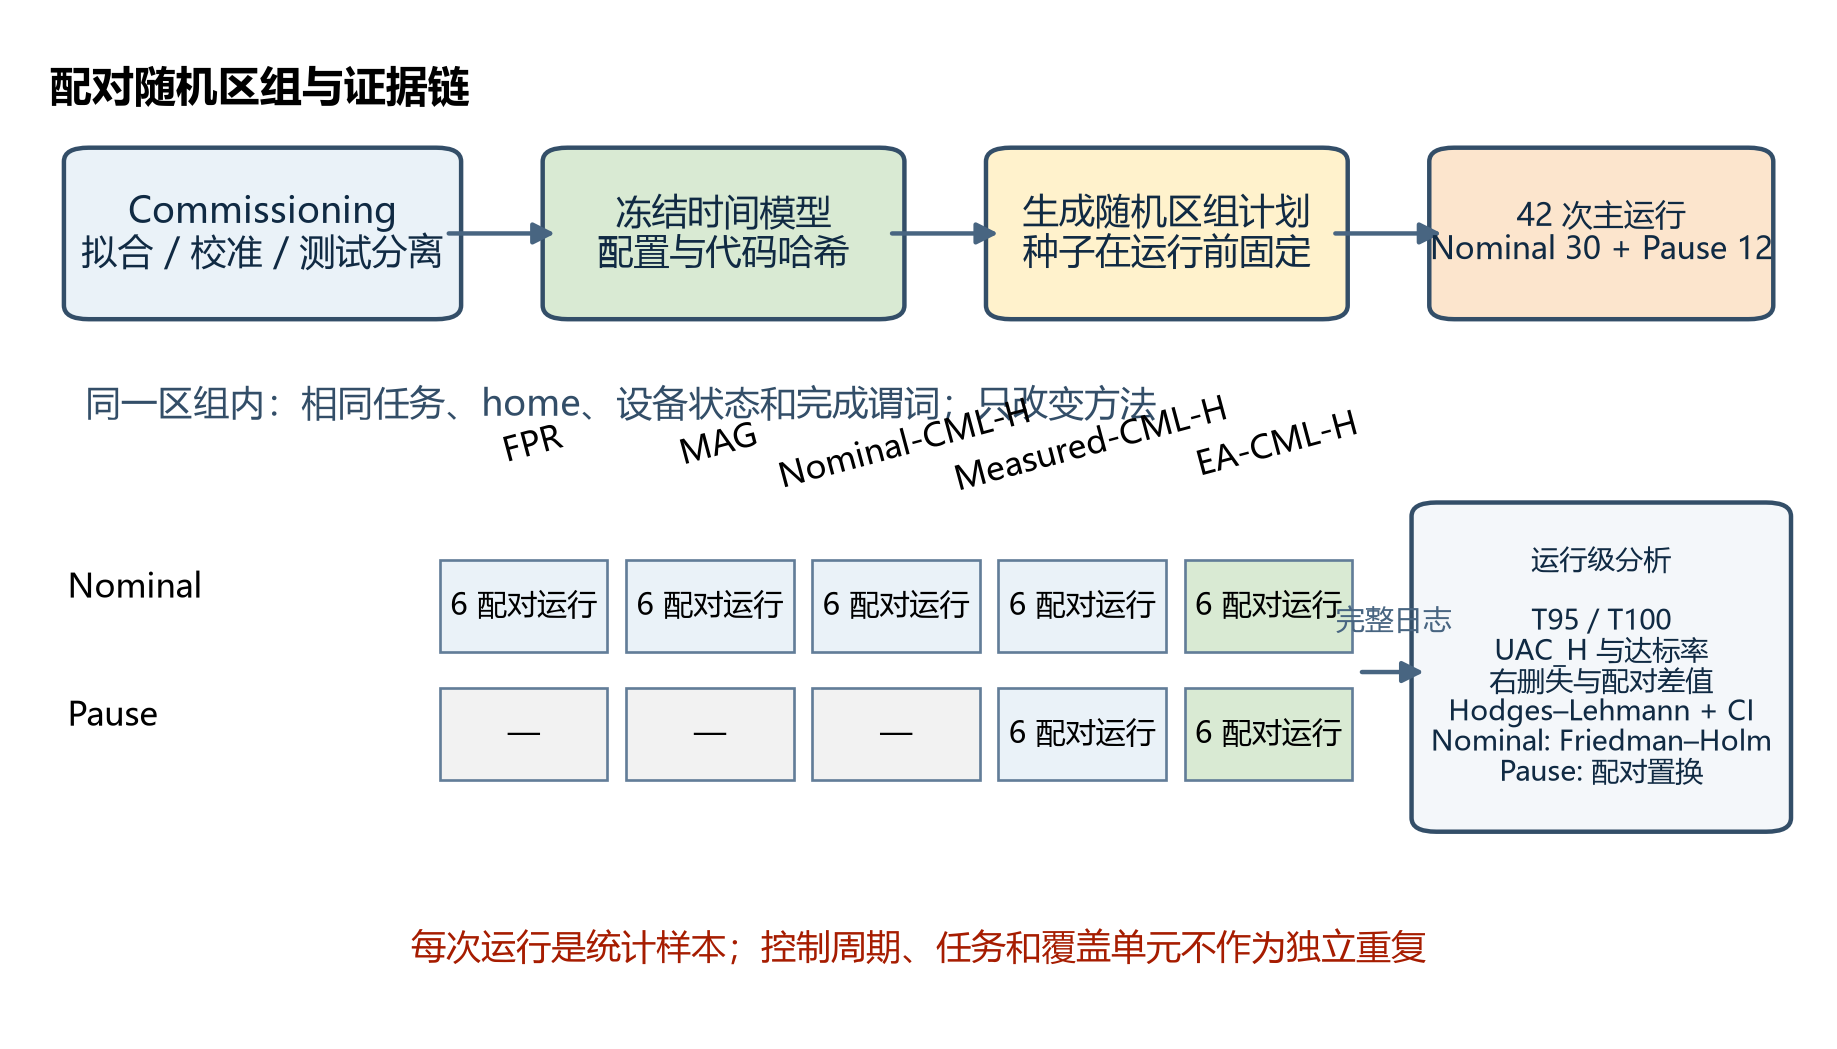 配对随机区组与证据链
Commissioning
拟合 / 校准 / 测试分离
冻结时间模型
配置与代码哈希
生成随机区组计划
种子在运行前固定
42 次主运行
Nominal 30 + Pause 12
同一区组内：相同任务、home、设备状态和完成谓词；只改变方法
FPR
MAG
Nominal-CML-H
Measured-CML-H
EA-CML-H
Nominal
6 配对运行
6 配对运行
6 配对运行
6 配对运行
6 配对运行
Pause
—
—
—
6 配对运行
6 配对运行
完整日志
运行级分析
T95 / T100
UAC_H 与达标率
右删失与配对差值
Hodges–Lehmann + CI
Nominal: Friedman–Holm
Pause: 配对置换
每次运行是统计样本；控制周期、任务和覆盖单元不作为独立重复